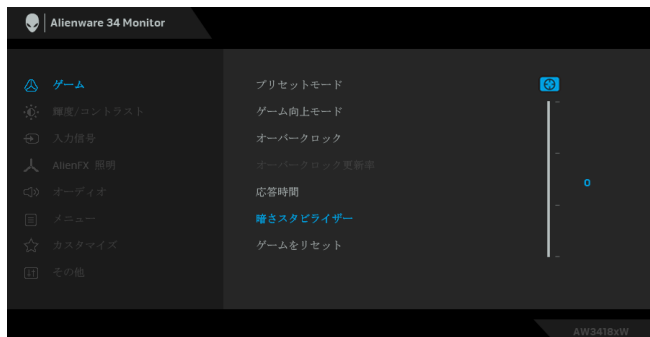 Alienware 34 Monitor
ゲーム
輝度/コントラスト
入力信号
AlienFX 照明
オーディオ
メニュー
カスタマイズ
その他
プリセットモード
ゲーム向上モード
オーバークロック
オーバークロック更新率
応答時間
暗さスタビライザー
ゲームをリセット
0
AW3418xW